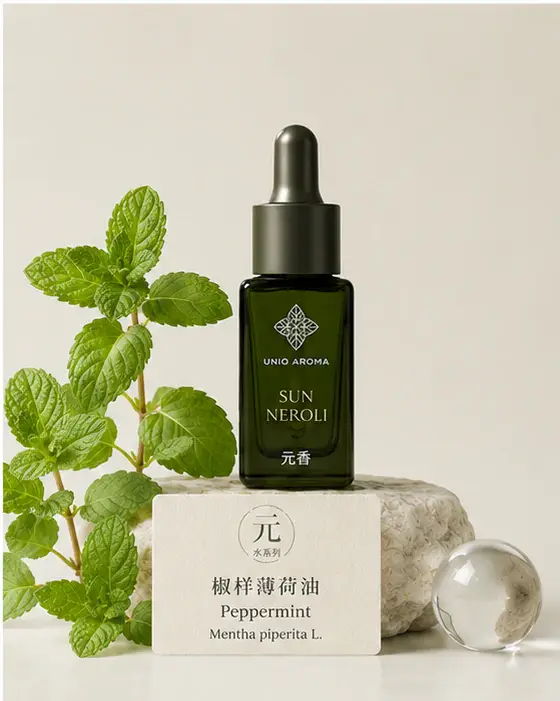 UNIO AROMA
SUN
NEROLI
元香
元
水系列
椒样薄荷油
Peppermint
Mentha piperita L.